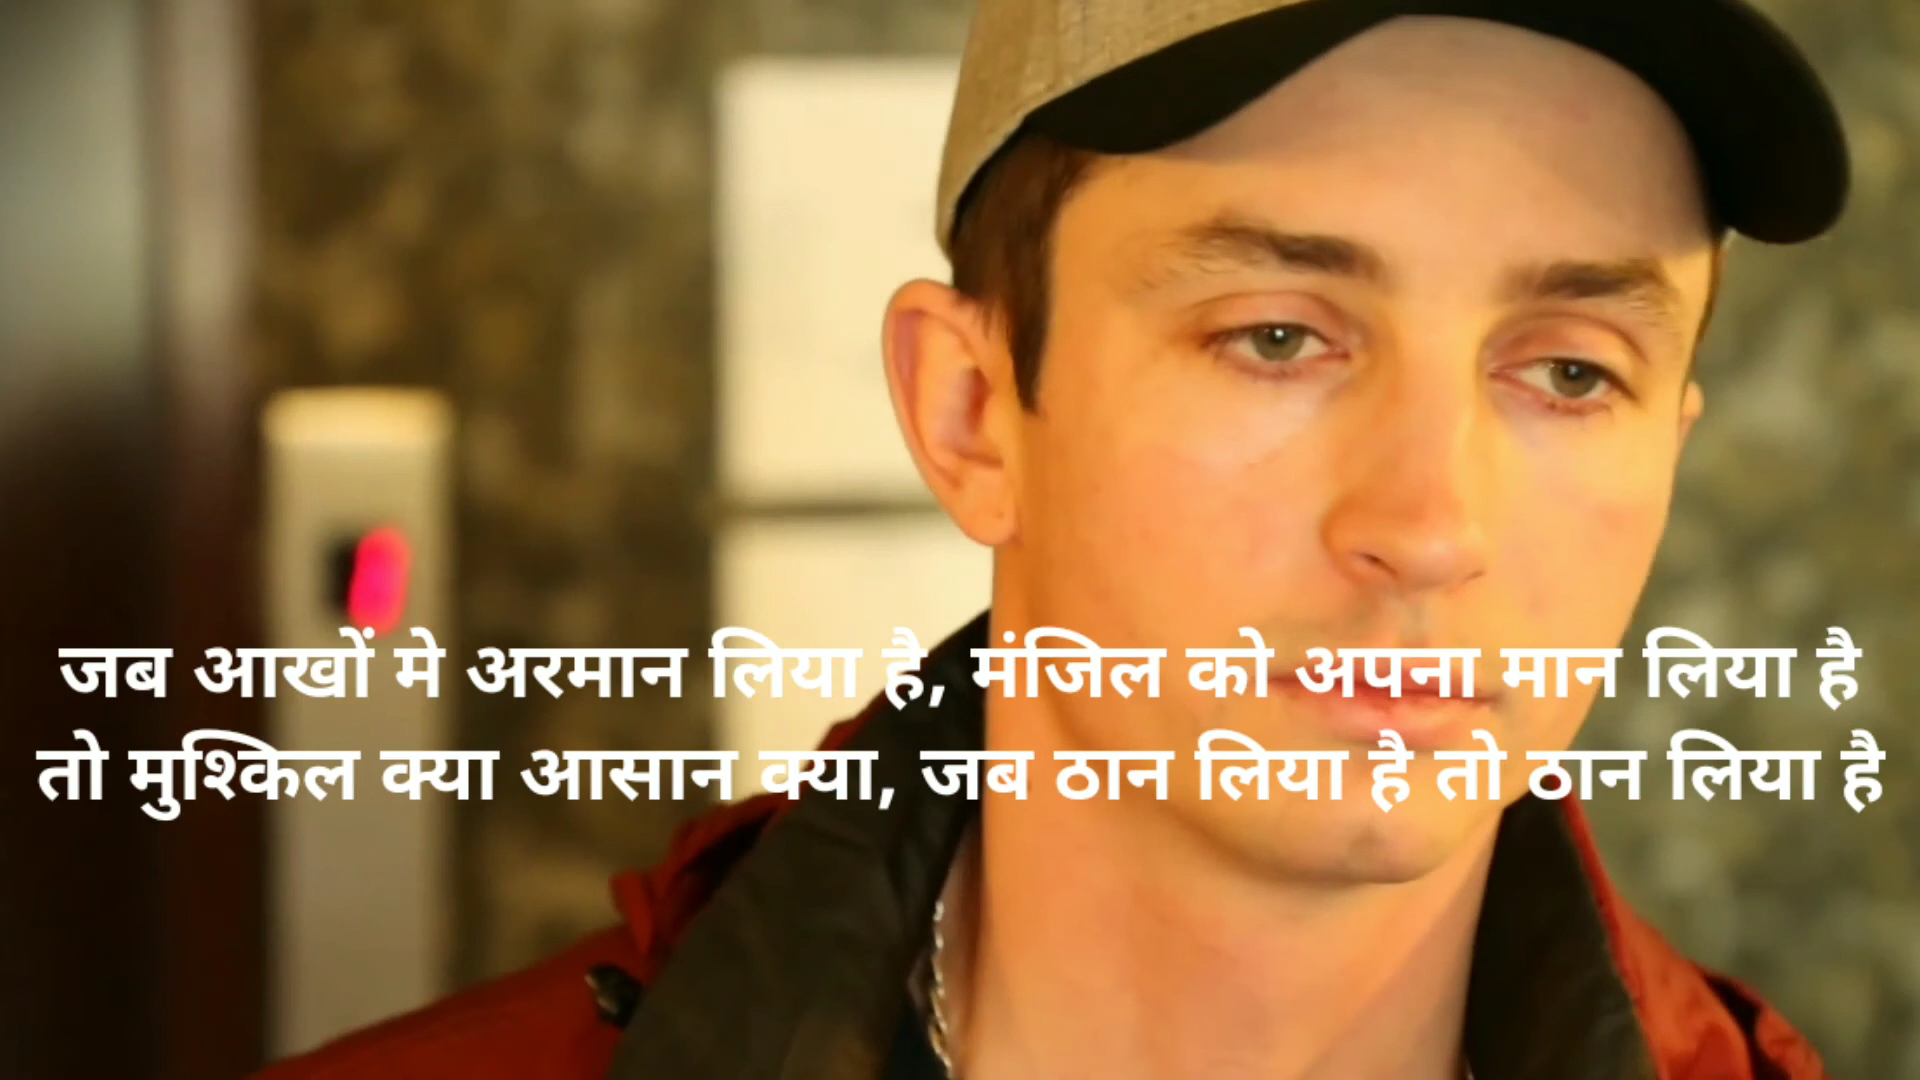 जब आखों मे अरमान लिया है, मंजिल को अपना मान लिया है
तो मुश्किल क्या आसान क्या, जब ठान लिया है तो ठान लिया है